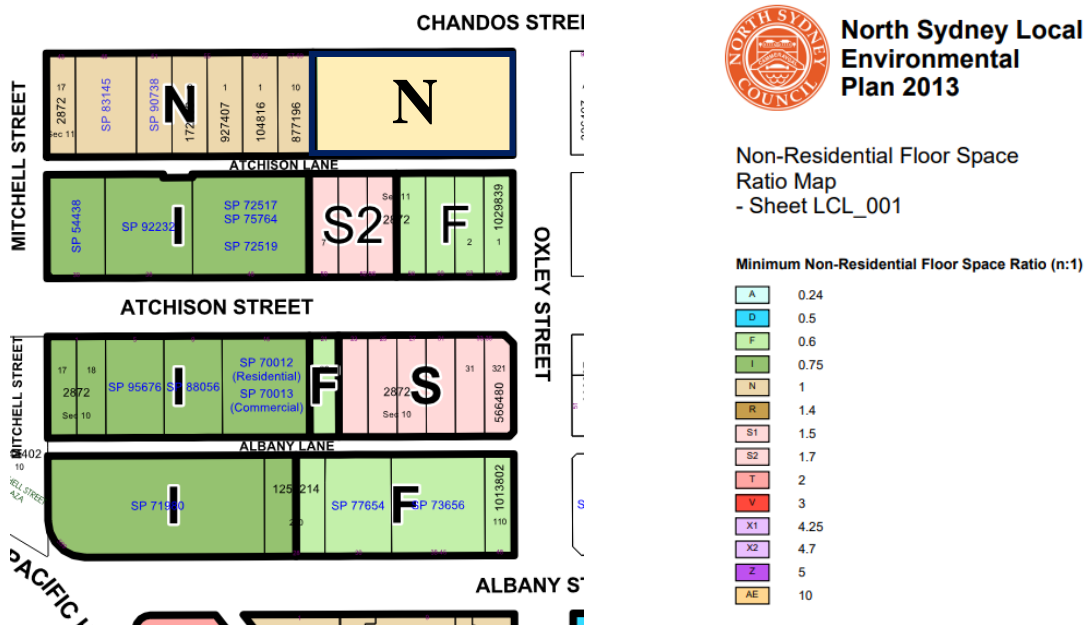 CHANDOS STREE
MITCHELL STREET
17
2872
Sec 11
SP 83145
SP 90738
N
1
927407
1
104816
10
877196
N
ATCHISON LANE
SP 54438
SP 92232
I
SP 72517
SP 75764
SP 72519
S2
7
Sec 11
2872
F
2
1029839
1
OXLEY STREET
ATCHISON STREET
MITCHELL STREET
17
18
2872
Sec 10
SP 95676
I
SP 88056
SP 70012
(Residential)
SP 70013
(Commercial)
F
2872
Sec 10
S
31
321
566480
ALBANY LANE
10
SP 71980
I
SP 77654
F
SP 73656
1013802
110
PACIFIC
ALBANY ST
NORTH SYDNEY
COUNCIL
North Sydney Local
Environmental
Plan 2013
Non-Residential Floor Space
Ratio Map
- Sheet LCL_001
Minimum Non-Residential Floor Space Ratio (n:1)
A 0.24
D 0.5
F 0.6
I 0.75
N 1
R 1.4
S1 1.5
S2 1.7
T 2
V 3
X1 4.25
X2 4.7
Z 5
AE 10